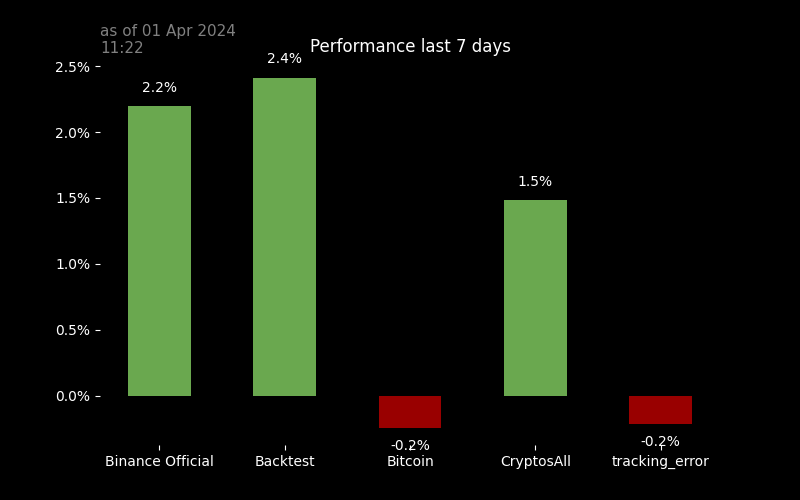 as of 01 Apr 2024
11:22
Performance last 7 days
2.5%
2.0%
1.5%
1.0%
0.5%
0.0%
2.2%
2.4%
-0.2%
1.5%
-0.2%
Binance Official
Backtest
Bitcoin
CryptosAll
tracking_error